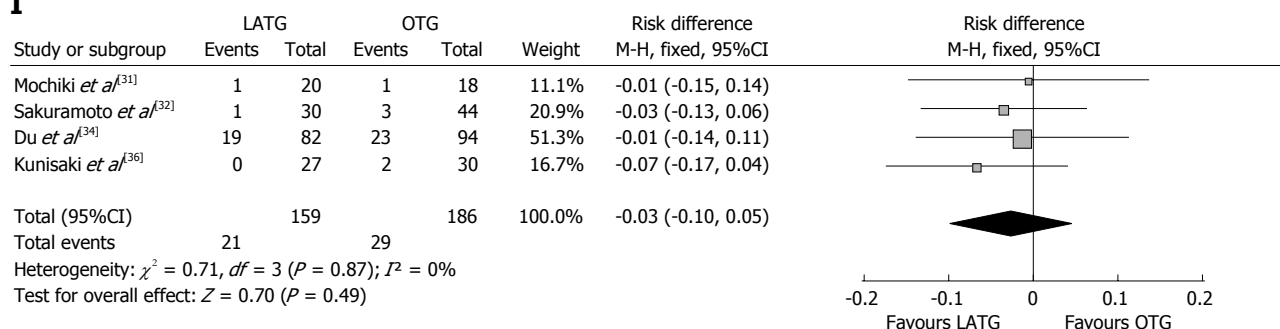 I
LATG OTG Risk difference Risk difference
Study or subgroup Events Total Events Total Weight M-H, fixed, 95%CI M-H, fixed, 95%CI
Mochiki et al[31] 1 20 1 18 11.1% -0.01 (-0.15, 0.14)
Sakuramoto et al[32] 1 30 3 44 20.9% -0.03 (-0.13, 0.06)
Du et al[34] 19 82 23 94 51.3% -0.01 (-0.14, 0.11)
Kunisaki et al[36] 0 27 2 30 16.7% -0.07 (-0.17, 0.04)
Total (95%CI) 159 186 100.0% -0.03 (-0.10, 0.05)
Total events 21 29
Heterogeneity: χ² = 0.71, df = 3 (P = 0.87); I² = 0%
Test for overall effect: Z = 0.70 (P = 0.49)
-0.2 -0.1 0 0.1 0.2
Favours LATG Favours OTG